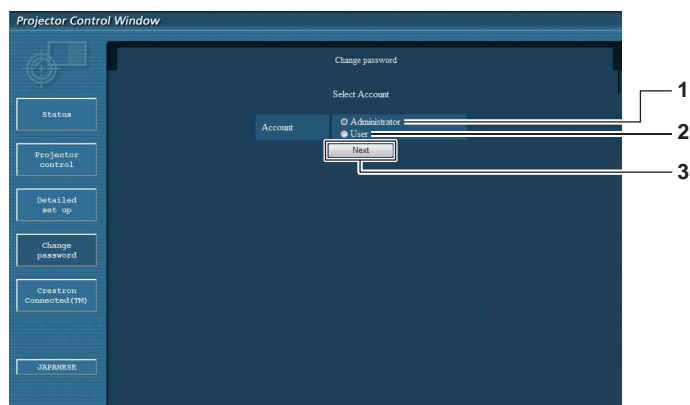 Projector Control Window
Change password
Select Account
Account
Administrator
User
Next
Status
Projector
control
Detailed
set up
Change
password
Crestron
Connected(TM)
JAPANESE
1
2
3